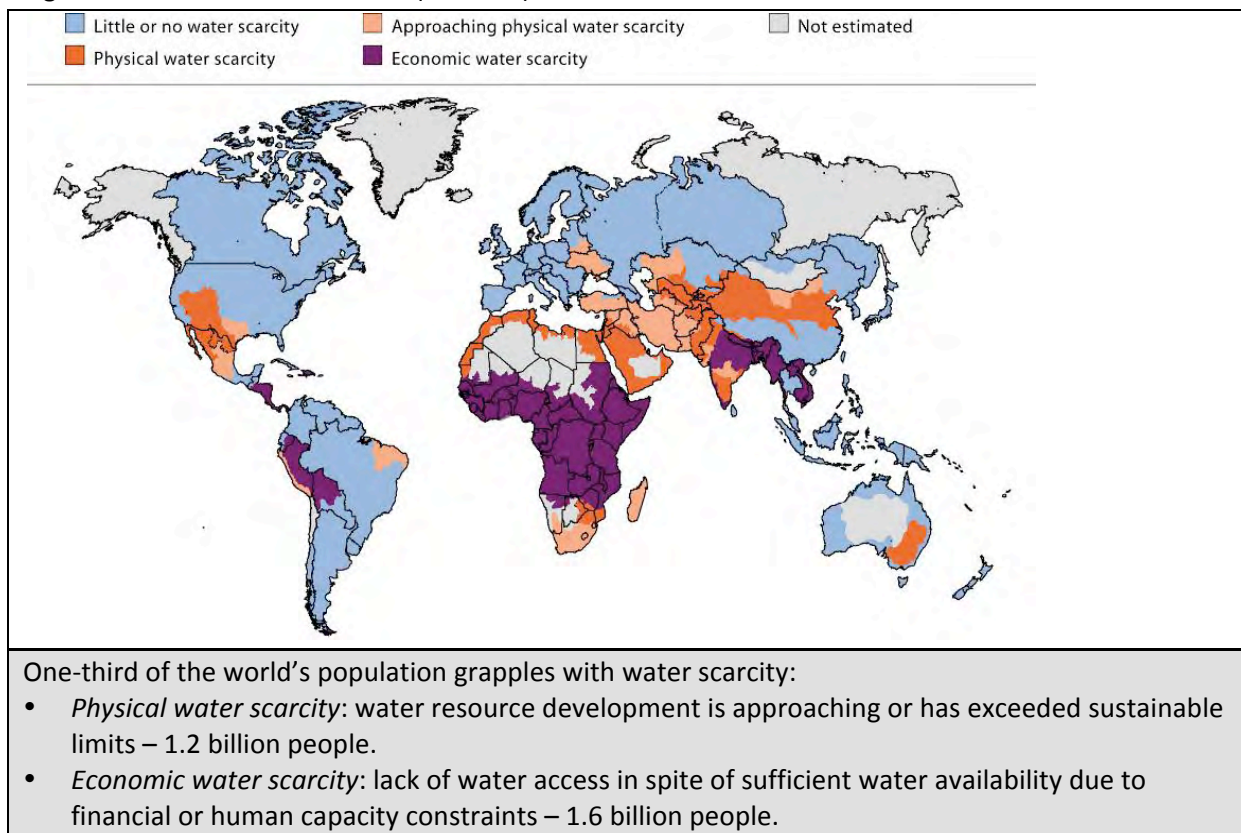 Little or no water scarcity
Approaching physical water scarcity
Not estimated
Physical water scarcity
Economic water scarcity
One-third of the world’s population grapples with water scarcity:
• Physical water scarcity: water resource development is approaching or has exceeded sustainable
limits – 1.2 billion people.
• Economic water scarcity: lack of water access in spite of sufficient water availability due to
financial or human capacity constraints – 1.6 billion people.